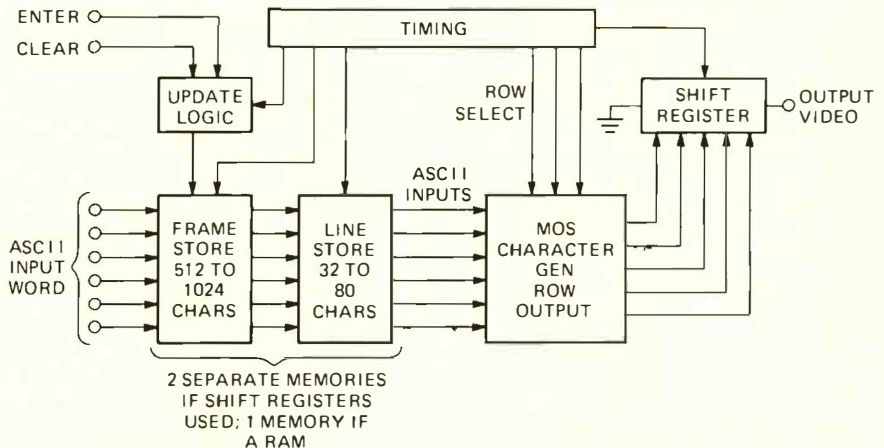 ENTER
CLEAR
TIMING
UPDATE
LOGIC
ROW
SELECT
SHIFT
REGISTER
OUTPUT
VIDEO
ASCII
INPUT
WORD
FRAME
STORE
512 TO
1024
CHARS
LINE
STORE
32 TO
80
CHARS
ASCII
INPUTS
MOS
CHARACTER
GEN
ROW
OUTPUT
2 SEPARATE MEMORIES
IF SHIFT REGISTERS
USED; 1 MEMORY IF
A RAM